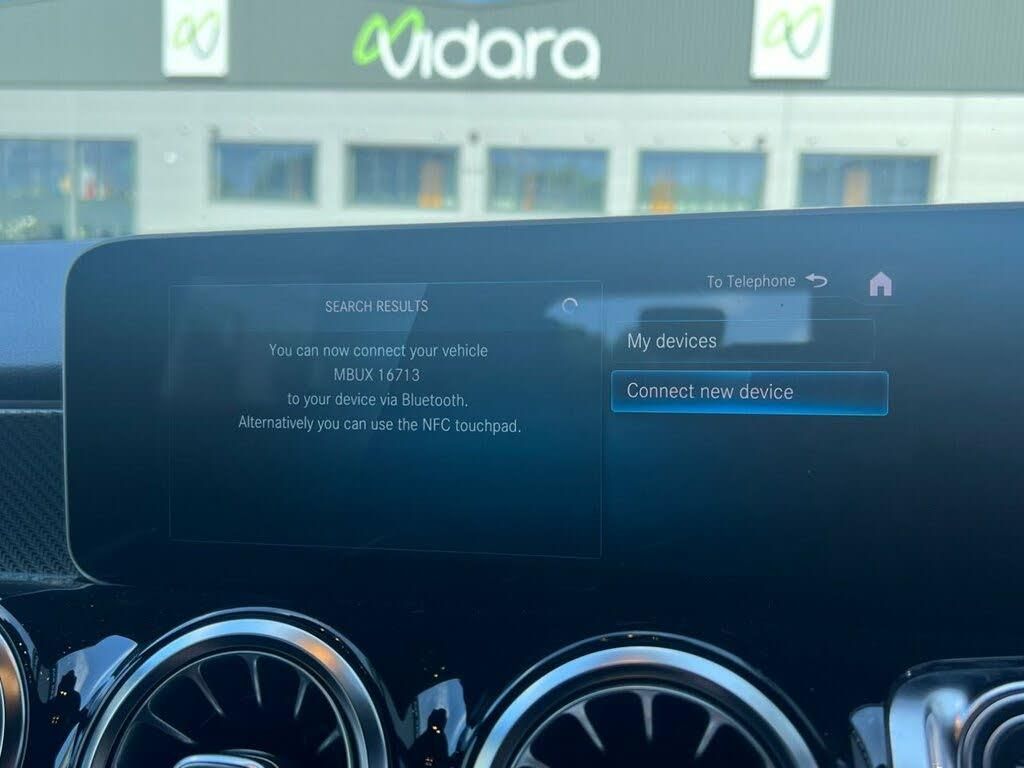 Vidara
To Telephone
SEARCH RESULTS
You can now connect your vehicle
MBUX 16713
to your device via Bluetooth.
Alternatively you can use the NFC touchpad.
My devices
Connect new device